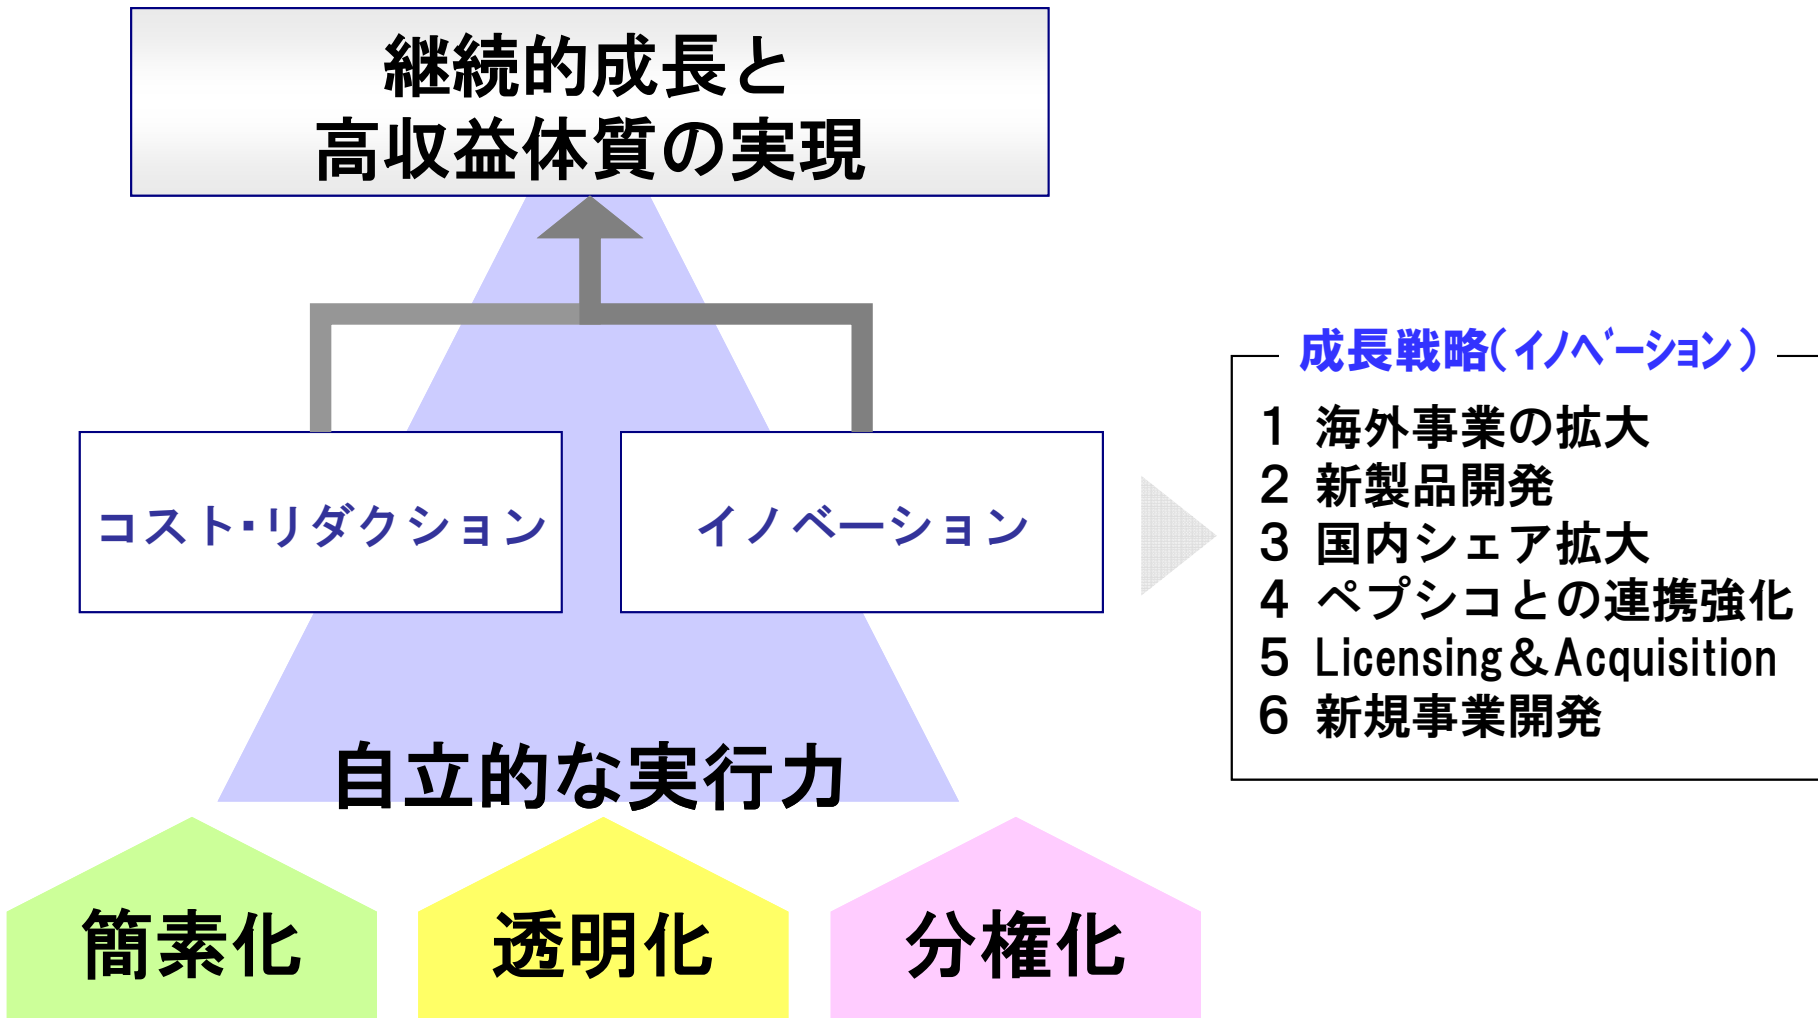 継続的成長と
高収益体質の実現
コスト・リダクション
イノベーション
成長戦略(ｲﾉﾍﾞｰｼｮﾝ)
１ 海外事業の拡大
２ 新製品開発
３ 国内シェア拡大
４ ペプシコとの連携強化
５ Licensing＆Acquisition
６ 新規事業開発
自立的な実行力
簡素化
透明化
分権化